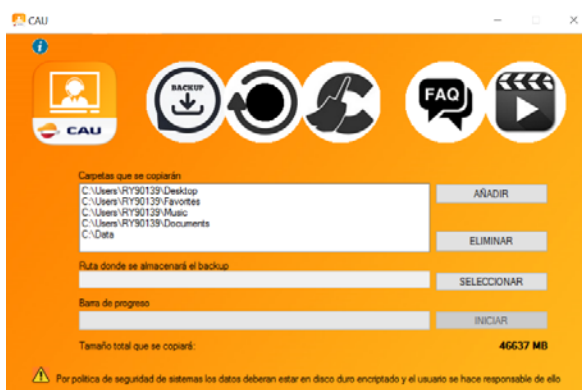 CAU
BACKUP
FAQ
CAU
Carpetas que se copiarán
C:\Users\RY90139\Desktop
C:\Users\RY90139\Favorites
C:\Users\RY90139\Music
C:\Users\RY90139\Documents
C:\Data
AÑADIR
ELIMINAR
Ruta donde se almacenará el backup
SELECCIONAR
Barra de progreso
INICIAR
Tamaño total que se copiará:
46637 MB
Por politica de seguridad de sistemas los datos deberan estar en disco duro encriptado y el usuario se hace responsable de ello